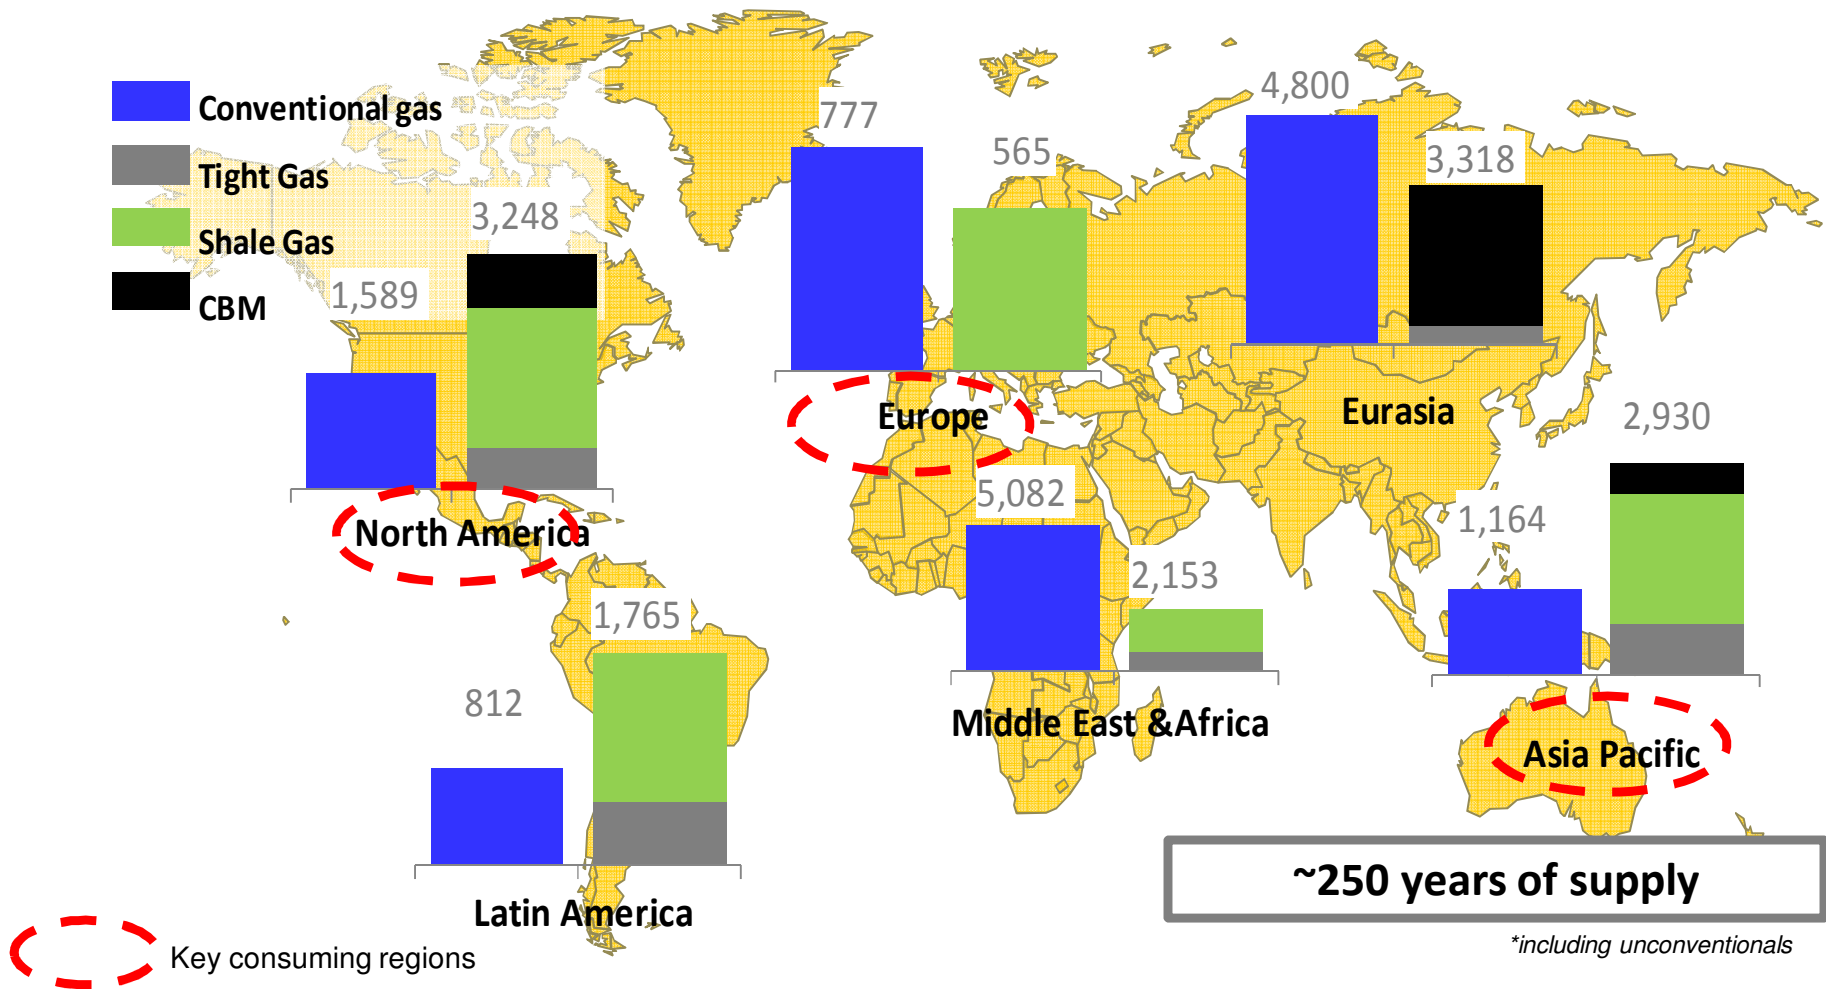 Conventional gas
Tight Gas
Shale Gas
CBM
1,589
3,248
North America
777
565
Europe
4,800
3,318
Eurasia
5,082
2,153
Middle East &Africa
1,164
2,930
Asia Pacific
812
1,765
Latin America
~250 years of supply
*including unconventionals
Key consuming regions